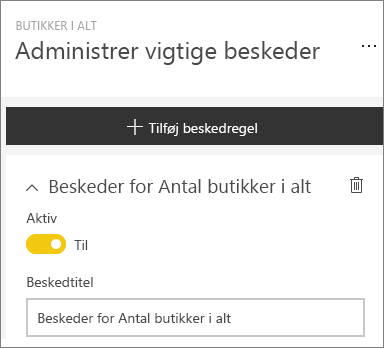 BUTIKKER I ALT
Administrer vigtige beskeder
Tilføj beskedregel
Beskeder for Antal butikker i alt
Aktiv
Til
Beskedtitel
Beskeder for Antal butikker i alt